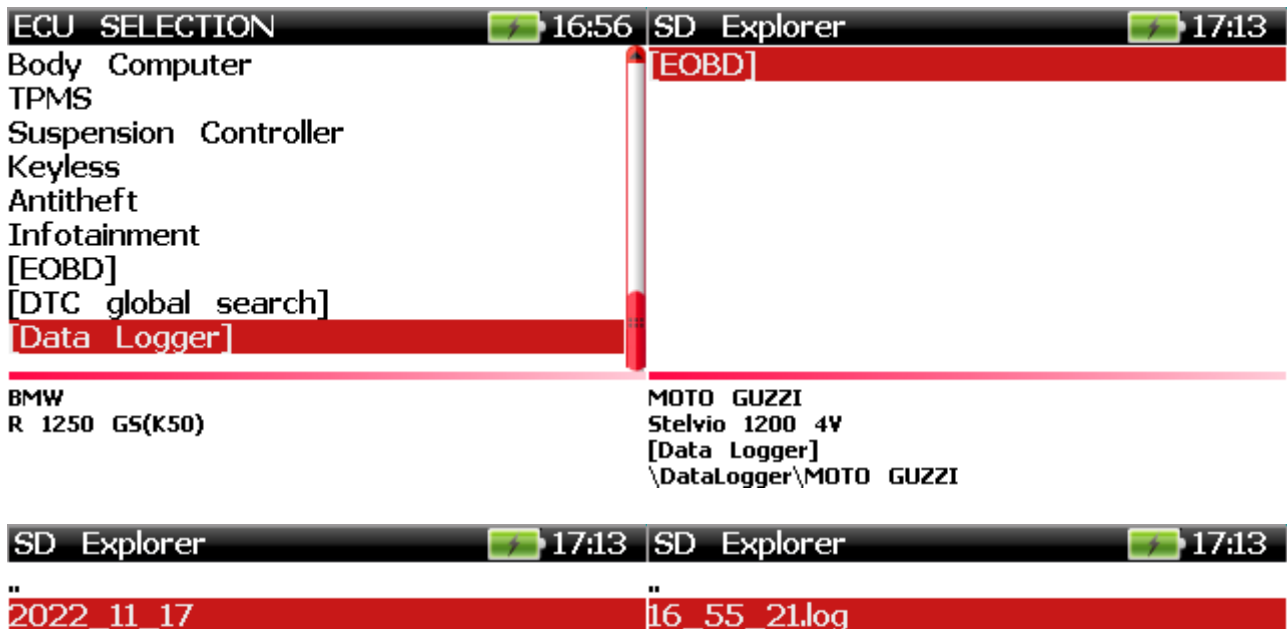 ECU SELECTION 16:56
Body Computer
TPMS
Suspension Controller
Keyless
Antitheft
Infotainment
[EOBD]
[DTC global search]
[Data Logger]
BMW
R 1250 GS(K50)
SD Explorer 17:13
[EOBD]
MOTO GUZZI
Stelvio 1200 4V
[Data Logger]
\DataLogger\MOTO GUZZI
SD Explorer 17:13
..
2022_11_17
SD Explorer 17:13
..
16_55_21.log